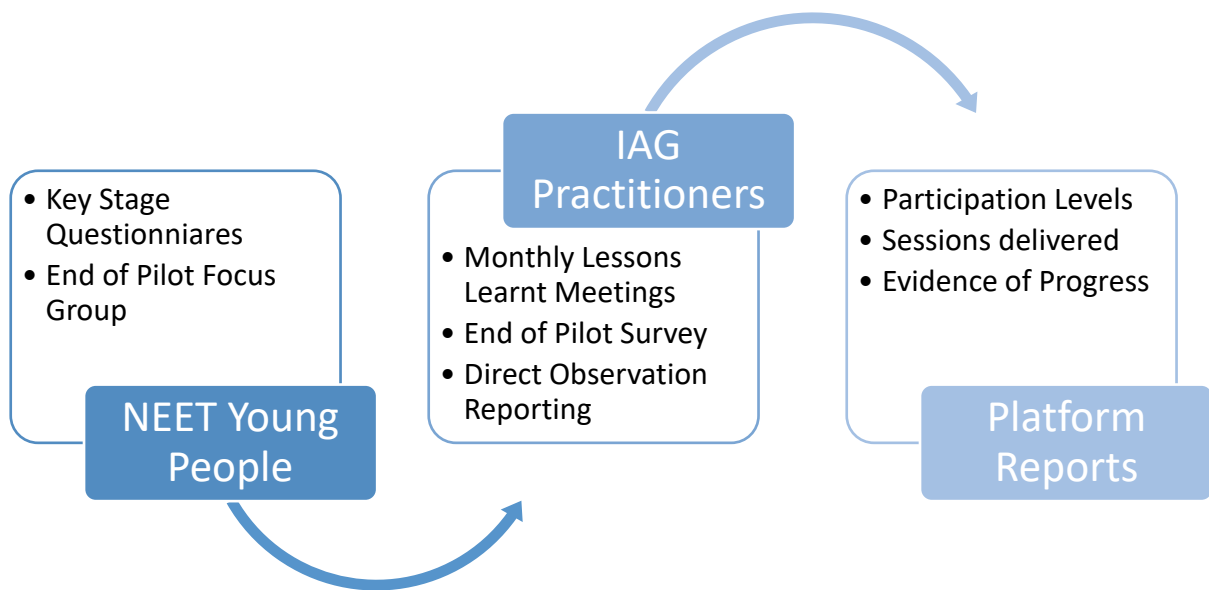 • Key Stage
Questionniares
• End of Pilot Focus
Group
NEET Young
People
IAG
Practitioners
• Monthly Lessons
Learnt Meetings
• End of Pilot Survey
• Direct Observation
Reporting
• Participation Levels
• Sessions delivered
• Evidence of Progress
Platform
Reports